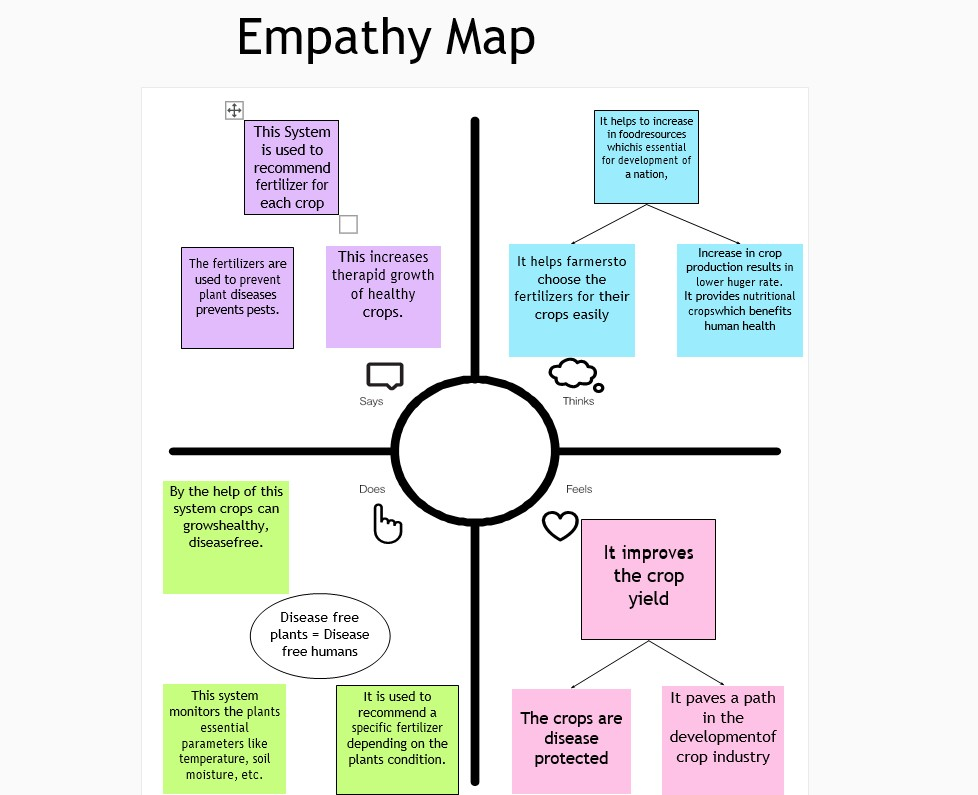 Empathy Map
This System
is used to
recommend
fertilizer for
each crop
The fertilizers are
used to prevent
plant diseases
prevents pests.
This increases
therapid growth
of healthy
crops.
Says
It helps to increase
in foodresources
whichis essential
for development of
a nation,
It helps farmersto
choose the
fertilizers for their
crops easily
Increase in crop
production results in
lower huger rate.
It provides nutritional
cropswhich benefits
human health
Thinks
Does
By the help of this
system crops can
growshealthy,
diseasefree.
Disease free
plants = Disease
free humans
This system
monitors the plants
essential
parameters like
temperature, soil
moisture, etc.
It is used to
recommend a
specific fertilizer
depending on the
plants condition.
Feels
It improves
the crop
yield
The crops are
disease
protected
It paves a path
in the
developmentof
crop industry